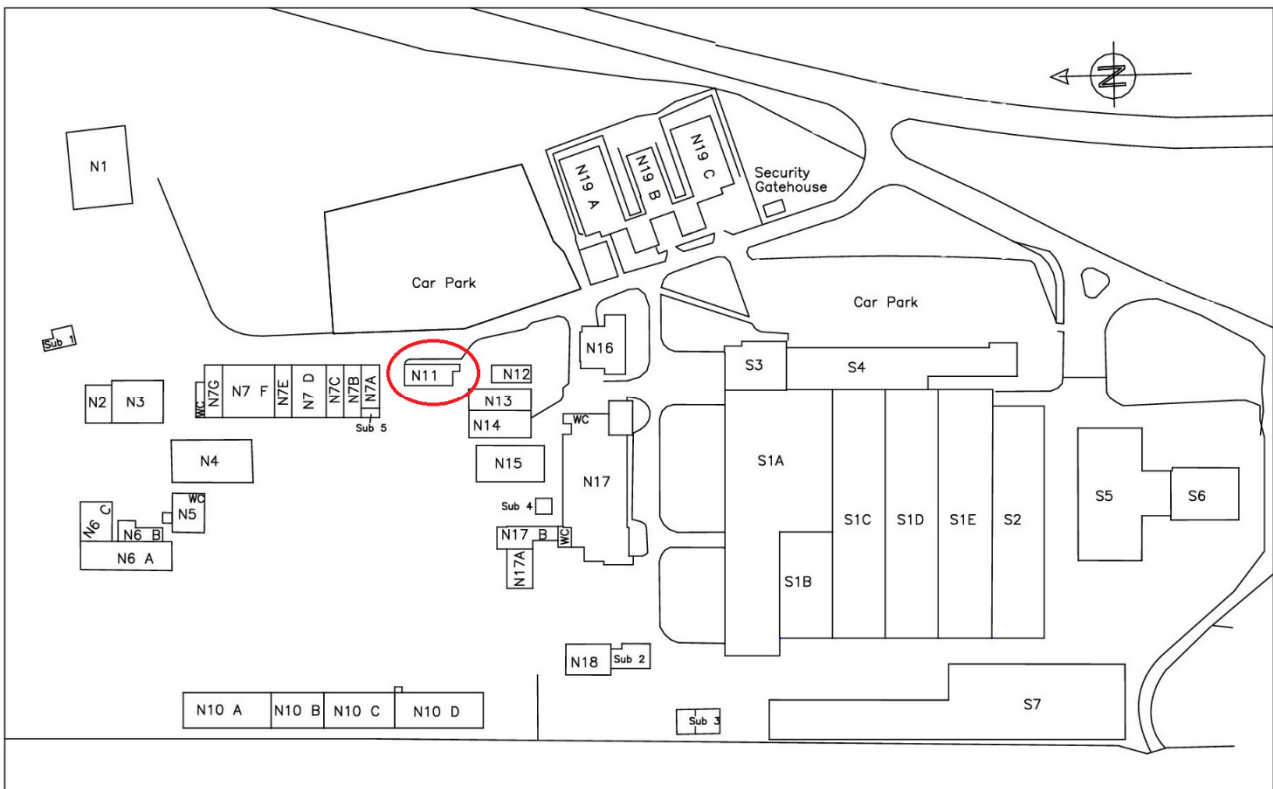 N
N1
N19 A
N19 B
N19 C
Security
Gatehouse
Car Park
Car Park
Sub 1
N16
S3
S4
N11
N12
N2
N3
WC
N7G
N7 F
N7E
N7 D
N7C
N7B
N7A
Sub 5
N13
N14
WC
N4
N15
N17
S1A
S5
S6
WC
N5
N6 C
N6 B
N6 A
Sub 4
N17 B
WC
N17A
S1C
S1D
S1E
S2
S1B
N18
Sub 2
N10 A
N10 B
N10 C
N10 D
Sub 3
S7